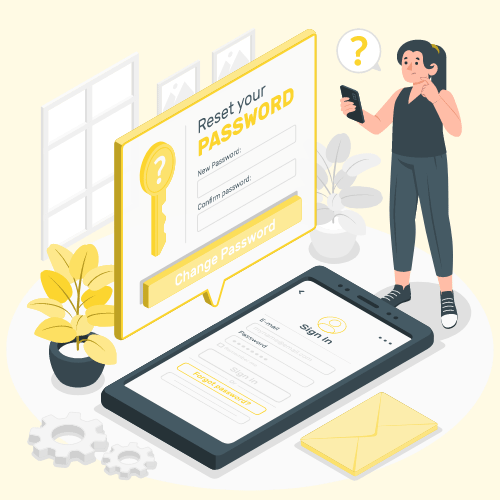 ?
Reset your
PASSWORD
?
New Password:
Confirm password:
Change Password
Sign in
E-mail
Password
********
Sign in
Forgot password?